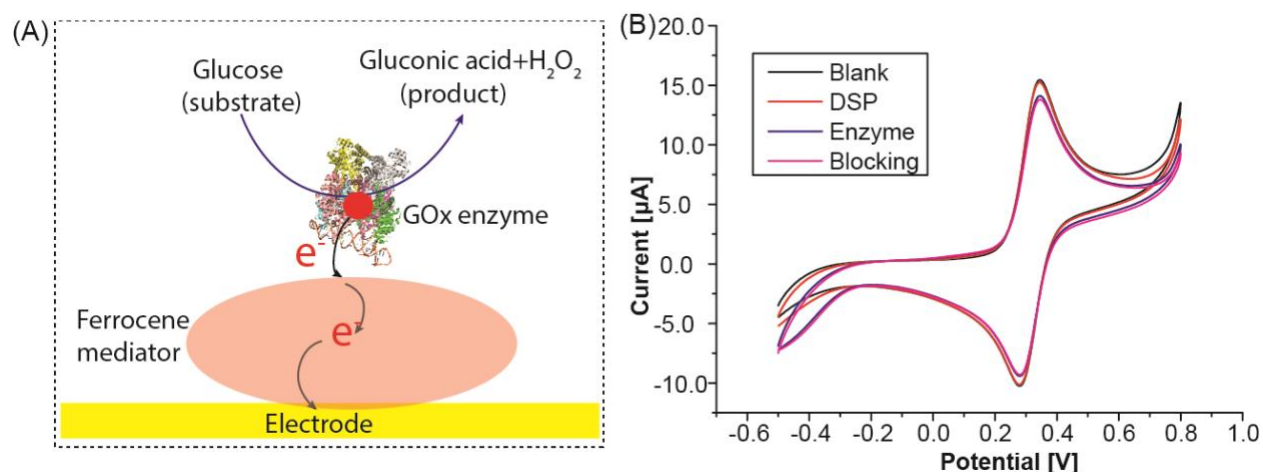 (A)
Glucose
(substrate)
Gluconic acid+H₂O₂
(product)
GOx enzyme
e⁻
Ferrocene
mediator
e⁻
Electrode
(B)
Blank
DSP
Enzyme
Blocking
Current [µA]
20.0
15.0
10.0
5.0
0.0
-5.0
-10.0
-0.6 -0.4 -0.2 0.0 0.2 0.4 0.6 0.8 1.0
Potential [V]